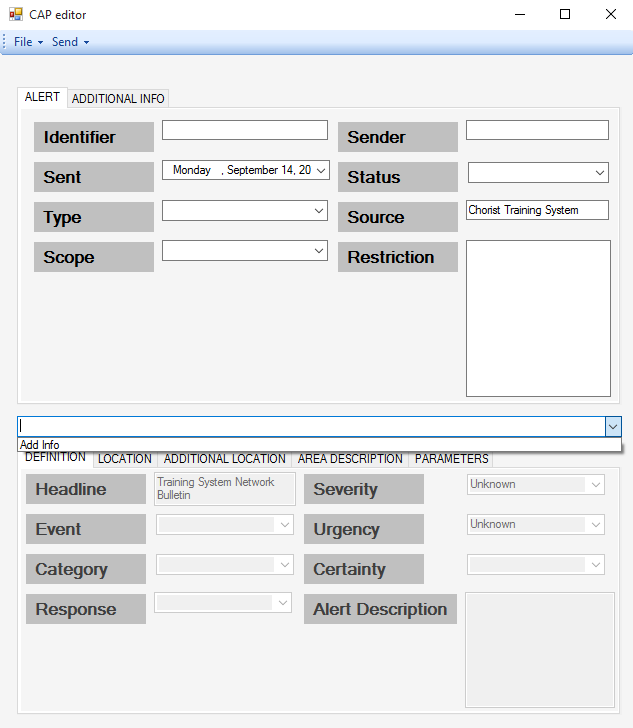 CAP editor
File Send
ALERT ADDITIONAL INFO
Identifier Sender
Sent Monday , September 14, 20 Status
Type Source Chorist Training System
Scope Restriction
Add Info
DEFINITION LOCATION ADDITIONAL LOCATION AREA DESCRIPTION PARAMETERS
Headline Training System Network Severity Unknown
Bulletin
Event Urgency Unknown
Category Certainty
Response Alert Description